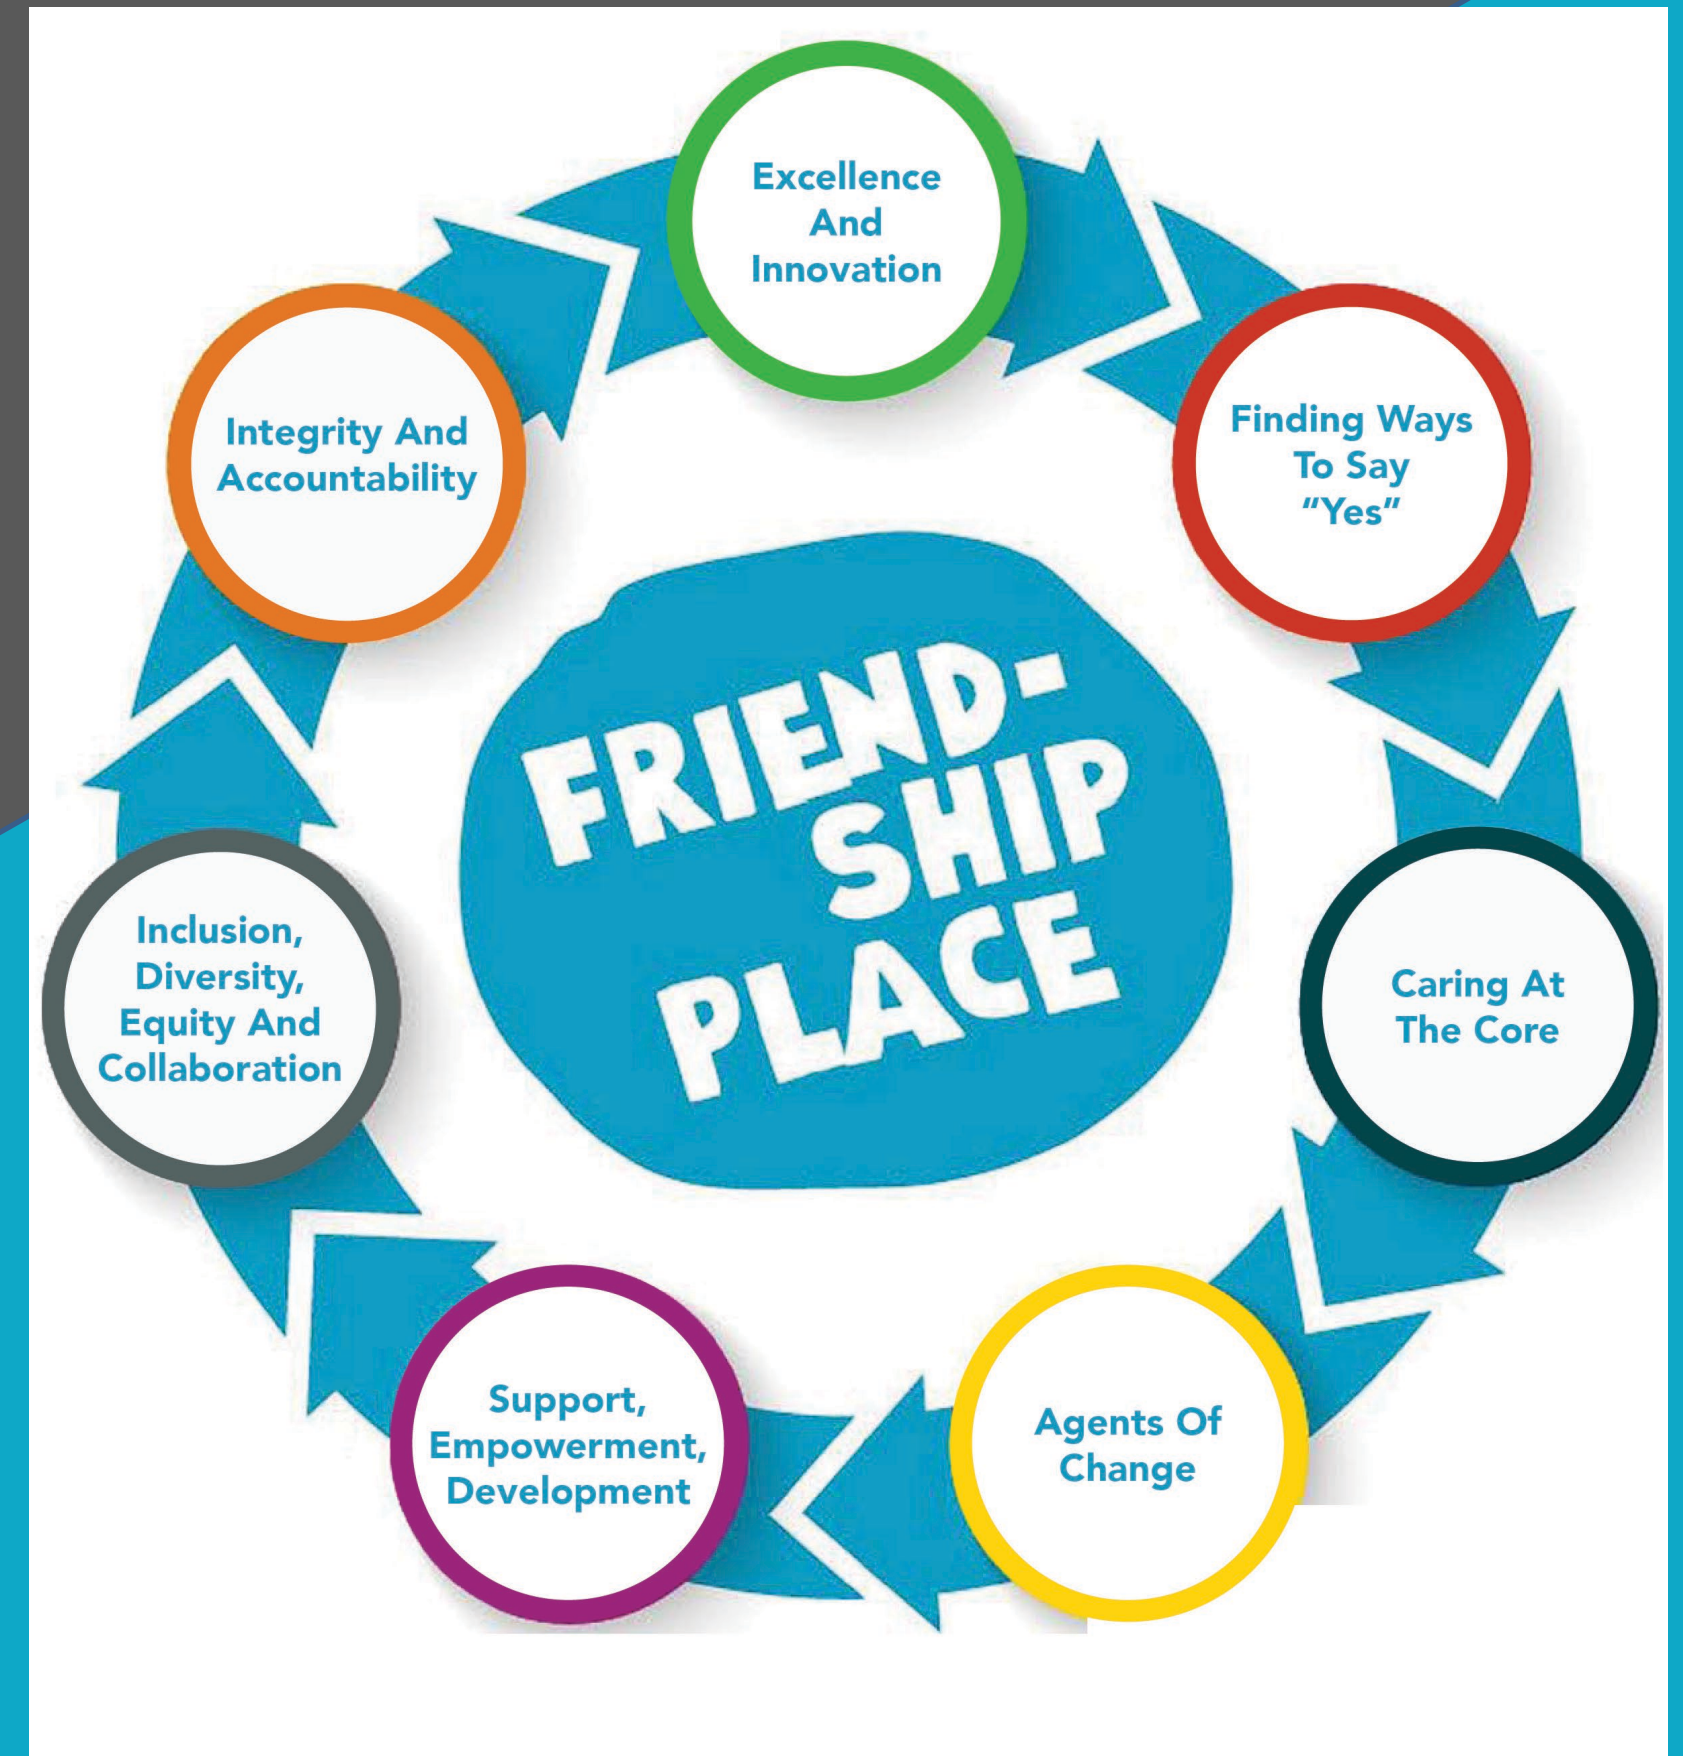 Excellence
And
Innovation
Finding Ways
To Say
“Yes”
Caring At
The Core
Agents Of
Change
Support,
Empowerment,
Development
Inclusion,
Diversity,
Equity And
Collaboration
Integrity And
Accountability
FRIEND-
SHIP
PLACE